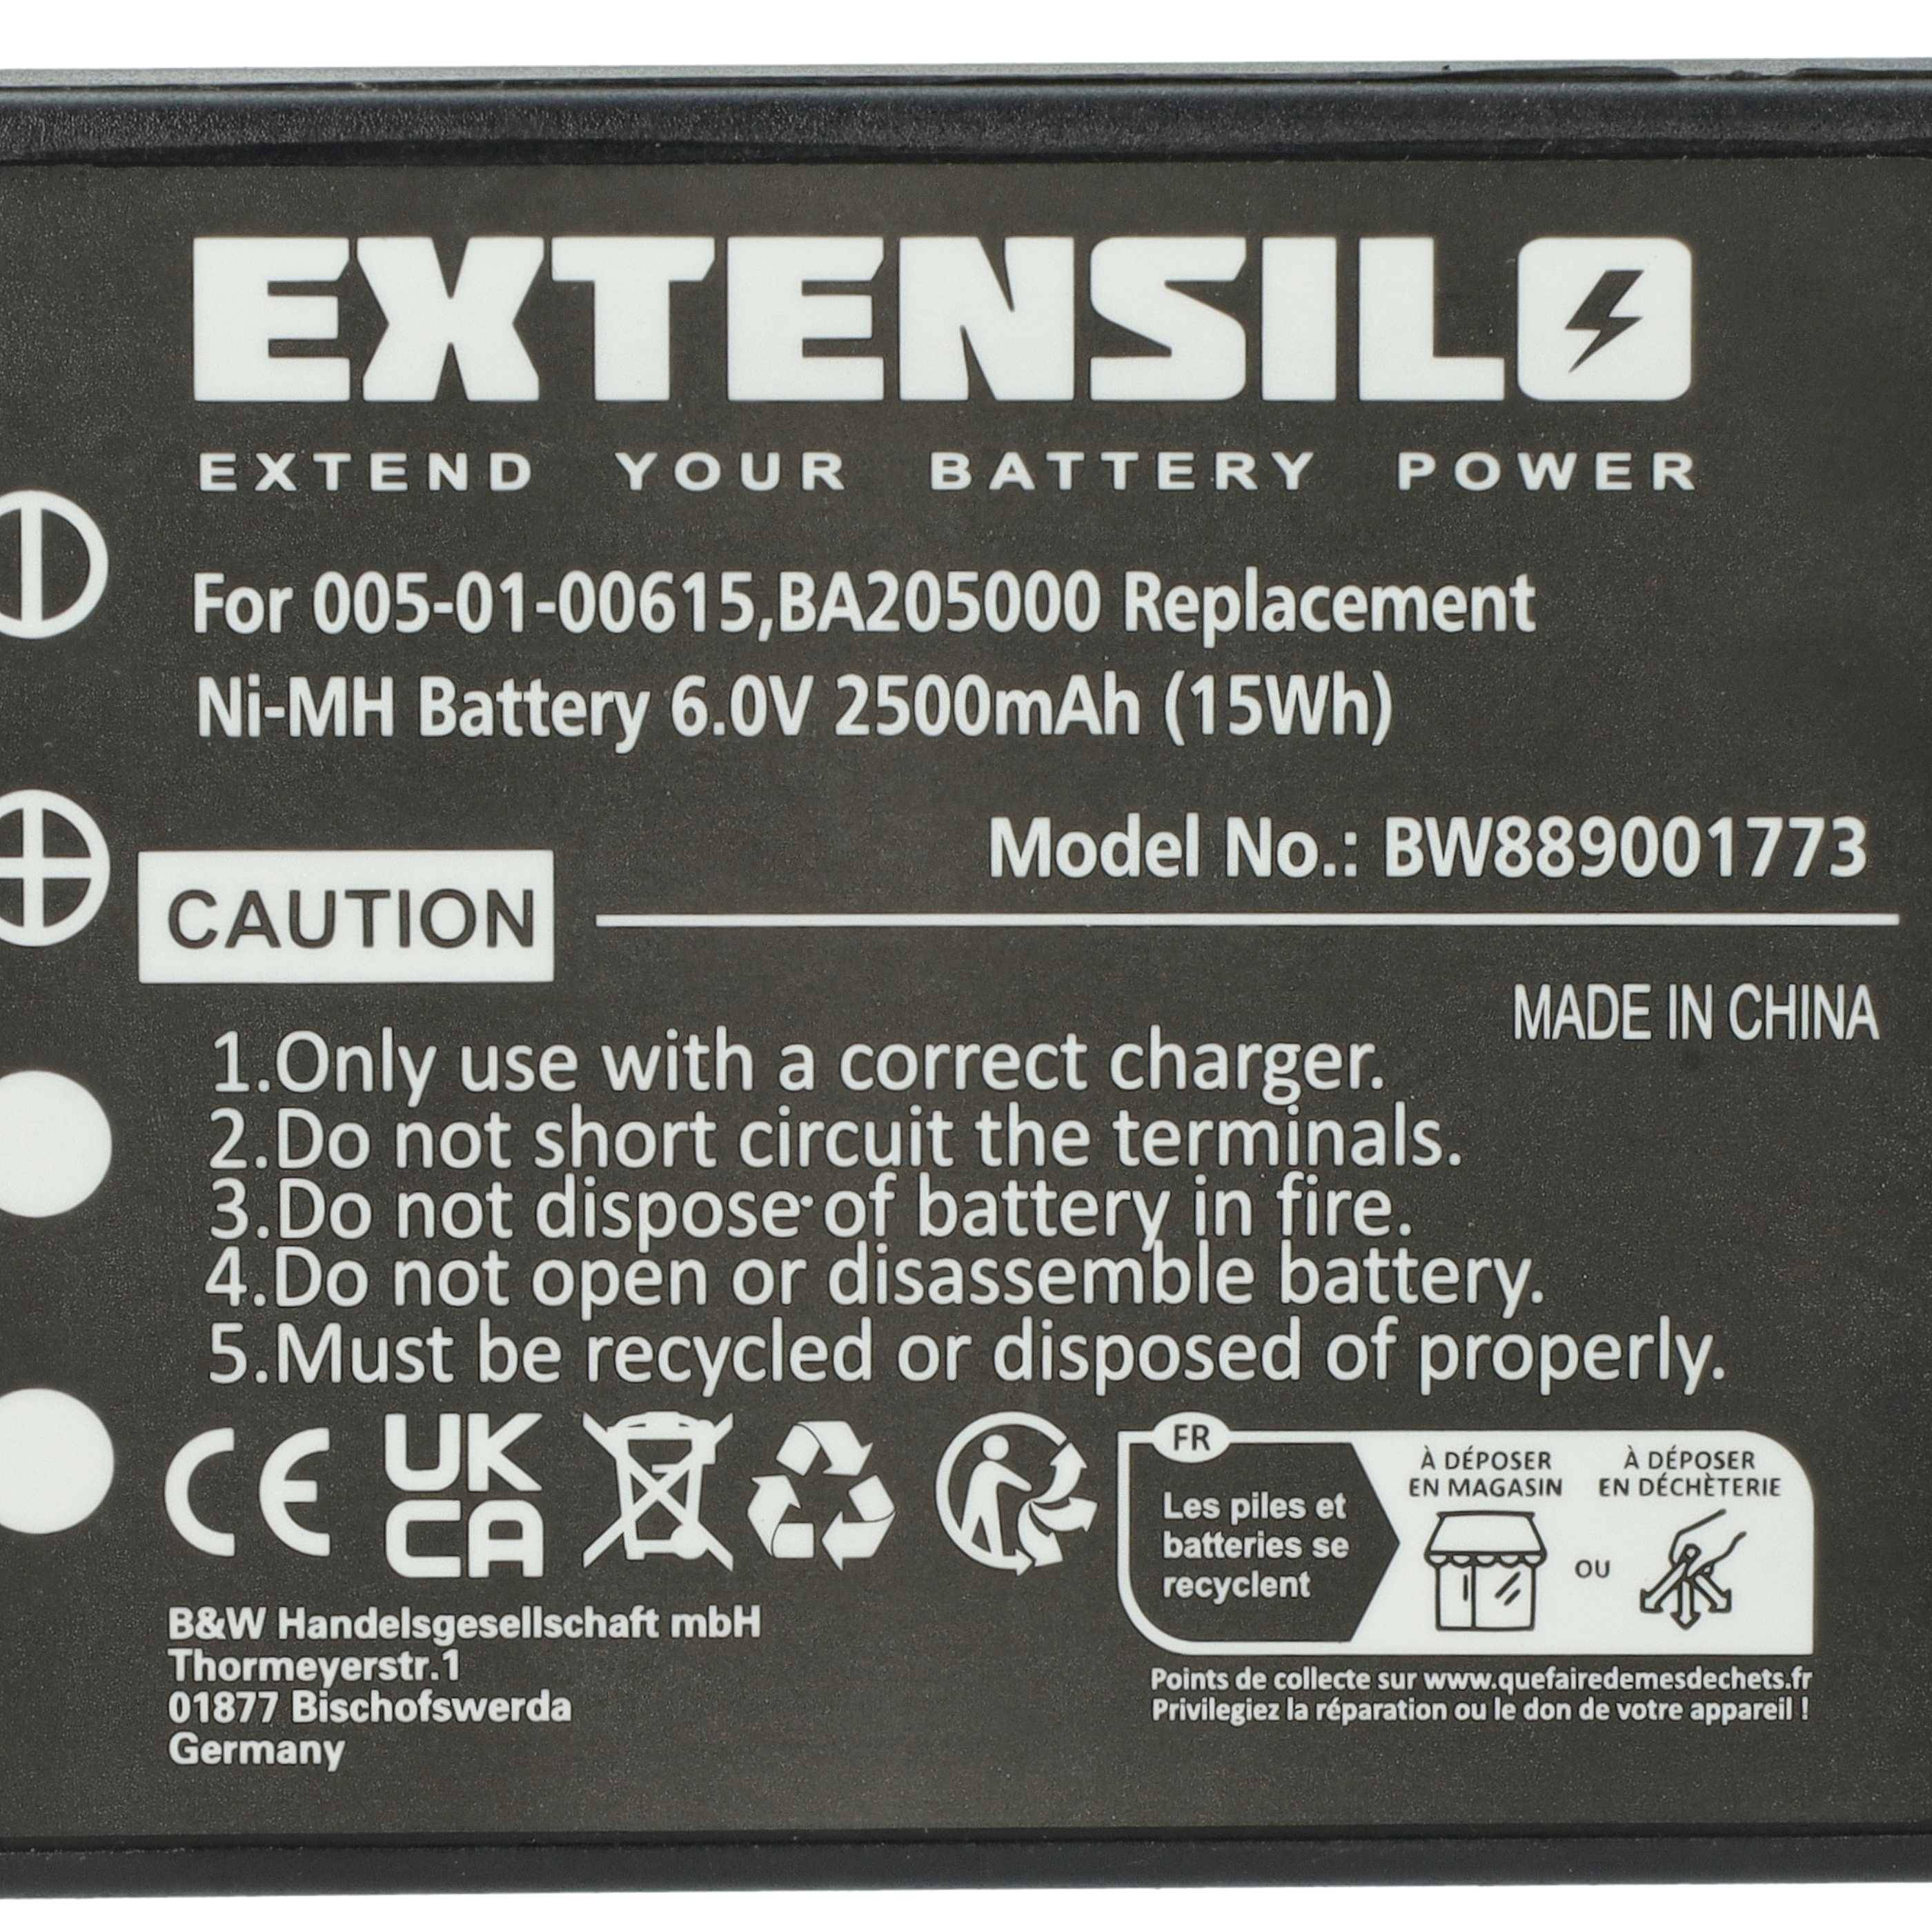 EXTENSILO
EXTEND YOUR BATTERY POWER
For 005-01-00615,BA205000 Replacement
Ni-MH Battery 6.0V 2500mAh (15Wh)
Model No.: BW889001773
CAUTION
MADE IN CHINA
1.Only use with a correct charger.
2.Do not short circuit the terminals.
3.Do not dispose of battery in fire.
4.Do not open or disassemble battery.
5.Must be recycled or disposed of properly.
CE
UK
CA
FR
Les piles et
batteries se
recyclent
À DÉPOSER
EN MAGASIN
OU
À DÉPOSER
EN DÉCHÈTERIE
B&W Handelsgesellschaft mbH
Thormeyerstr.1
01877 Bischofswerda
Germany
Points de collecte sur www.quefairedemesdechets.fr
Privilegiez la réparation ou le don de votre appareil !